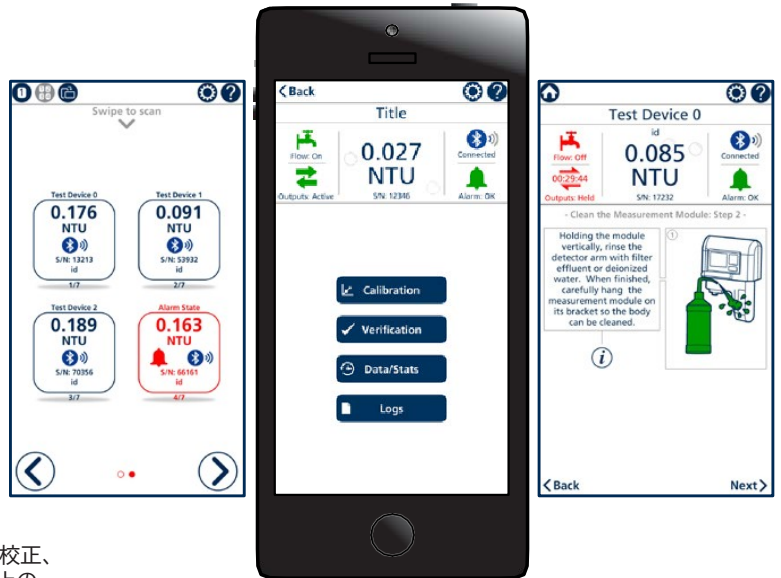 1
Swipe to scan
Test Device 0
0.176
NTU
S/N: 13213
id
1/7
Test Device 1
0.091
NTU
S/N: 53932
id
2/7
Test Device 2
0.189
NTU
S/N: 70356
id
3/7
Alarm State
0.163
NTU
S/N: 66161
id
4/7
Back
Title
Flow: On
Outputs: Active
0.027
NTU
S/N: 12346
Connected
Alarm: OK
Calibration
Verification
Data/Stats
Logs
Test Device 0
id
Flow: Off
00:29:44
Outputs: Held
0.085
NTU
S/N: 17232
Connected
Alarm: OK
- Clean the Measurement Module: Step 2 -
Holding the module
vertically, rinse the
detector arm with filter
effluent or deionized
water. When finished,
carefully hang the
measurement module on
its bracket so the body
can be cleaned.
i
1
Back
Next
校正、